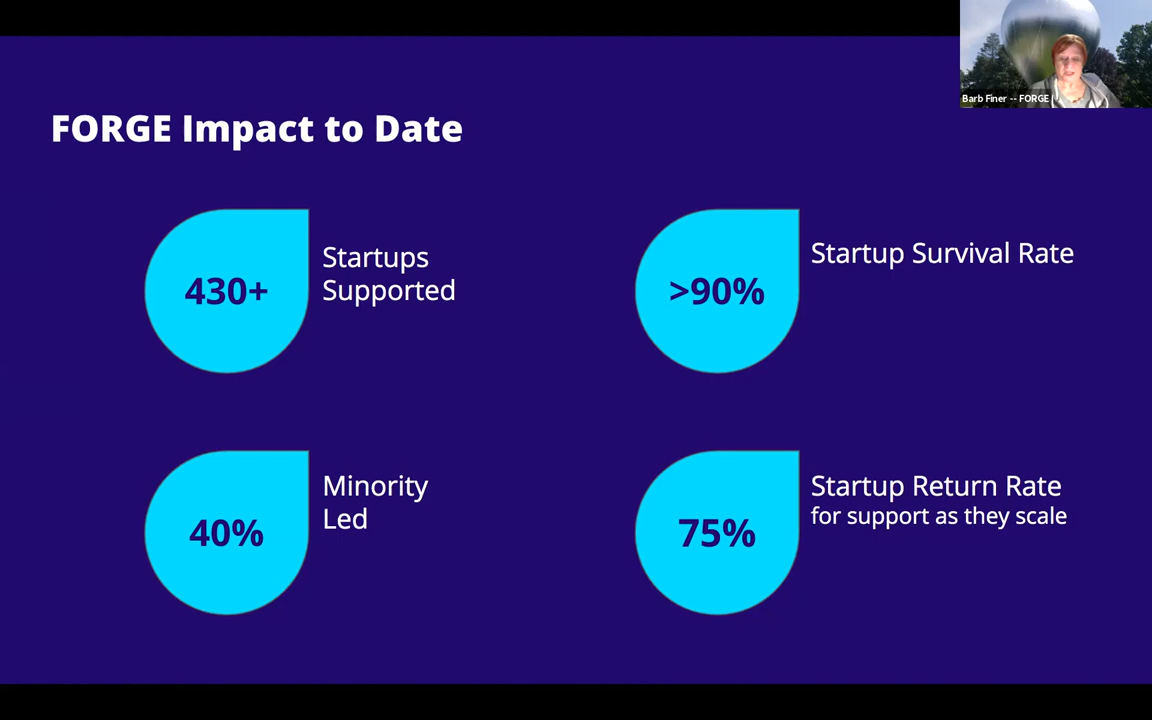 Barb Finer -- FORGE
FORGE Impact to Date
430+
Startups
Supported
>90%
Startup Survival Rate
40%
Minority
Led
75%
Startup Return Rate
for support as they scale